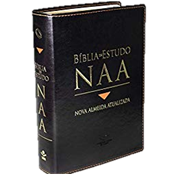 BÍBLIA DE ESTUDO
NAA
NOVA ALMEIDA ATUALIZADA